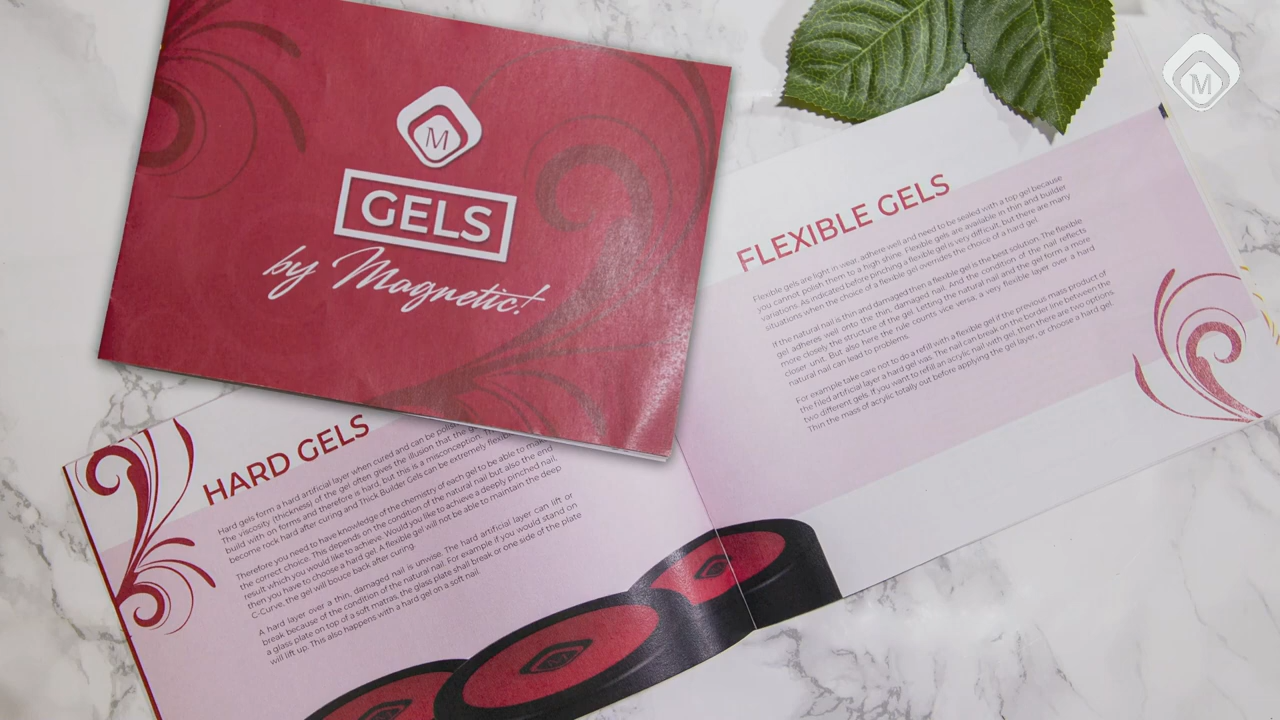 M
M
GELS
by Magnetic!
FLEXIBLE GELS
Flexible gels are light in wear, adhere well and need to be sealed with a top gel because
you cannot polish them to a high shine. Flexible gels are available in thin and builder
variations. As indicated before pinching a flexible gel is very difficult, but there are many
situations when the choice of a flexible gel overrides the choice of a hard gel.
If the natural nail is thin and damaged then a flexible gel is the best solution. The flexible
gel adheres well onto the thin, damaged nail. And the condition of the nail reflects
more closely the structure of the gel. Letting the natural nail and the gel form a more
closer unit. But also here the rule counts vice versa; a very flexible layer over a hard
natural nail can lead to problems.
For example take care not to do a refill with a flexible gel if the previous mass product of
the filed artificial layer a hard gel was. The nail can break on the border line between the
two different gels. If you want to refill an acrylic nail with gel, then there are two options
Thin the mass of acrylic totally out before applying the gel layer, or choose a hard gel.
HARD GELS
Hard gels form a hard artificial layer when cured and can be
The viscosity (thickness) of the gel often gives the illusion that the
build with on forms and therefore is hard, but this is a misconception.
become rock hard after curing and Thick Builder Gels can be extremely
Therefore you need to have knowledge of the chemistry of each gel to be able to make
the correct choice. This depends on the condition of the natural nail but also the end
result which you would like to achieve. Would you like to achieve a deeply pinched nail,
then you have to choose a hard gel. A flexible gel will not be able to maintain the deep
C-Curve, the gel will bouce back after curing.
A hard layer over a thin, damaged nail is unwise. The hard artificial layer can lift or
break because of the condition of the natural nail. For example if you would stand on
a glass plate on top of a soft matras, the glass plate shall break or one side of the plate
will lift up. This also happens with a hard gel on a soft nail.